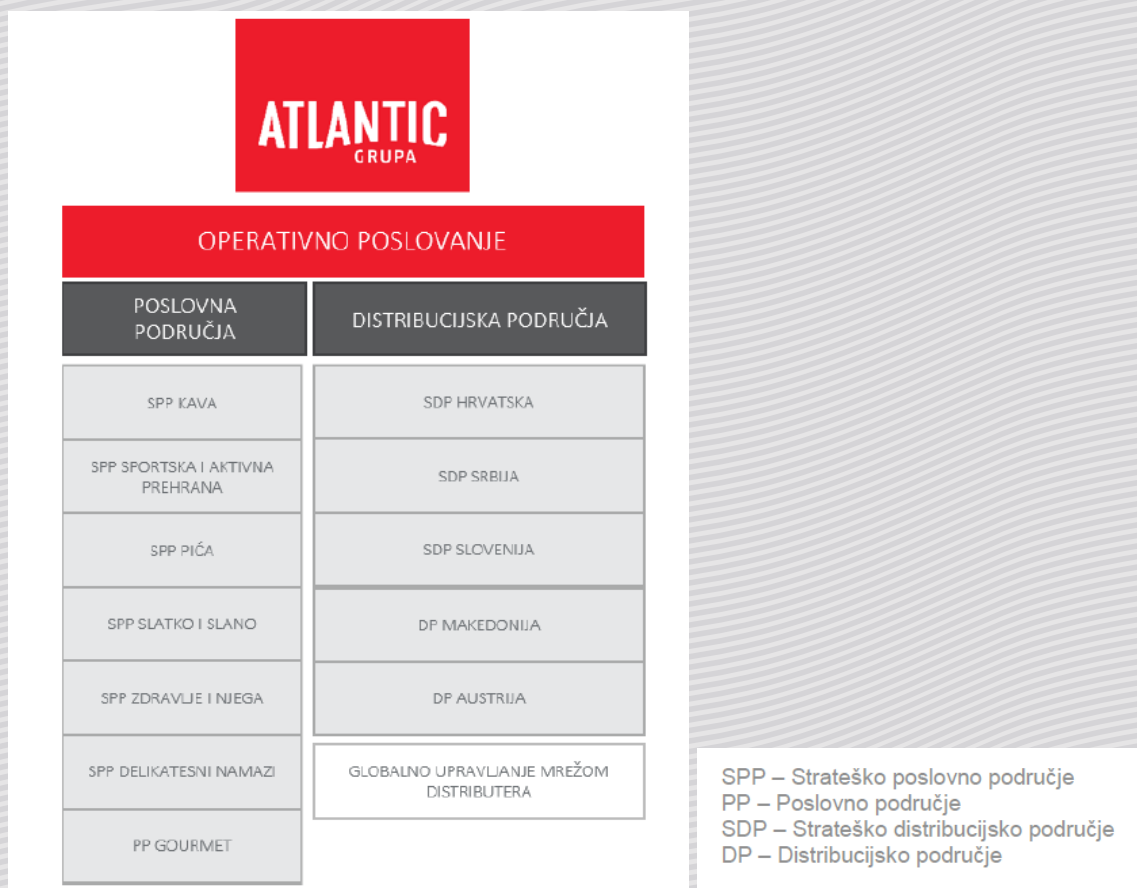 ATLANTIC
GRUPA
OPERATIVNO POSLOVANJE
POSLOVNA
PODRUČJA
SPP KAVA
SPP SPORTSKA I AKTIVNA
PREHRANA
SPP PIĆA
SPP SLATKO I SLANO
SPP ZDRAVLJE I NJEGA
SPP DELIKATESNI NAMAZI
PP GOURMET
DISTRIBUCIJSKA PODRUČJA
SDP HRVATSKA
SDP SRBIJA
SDP SLOVENIJA
DP MAKEDONIJA
DP AUSTRIJA
GLOBALNO UPRAVLJANJE MREŽOM
DISTRIBUTERA
SPP – Strateško poslovno područje
PP – Poslovno područje
SDP – Strateško distribucijsko područje
DP – Distribucijsko područje